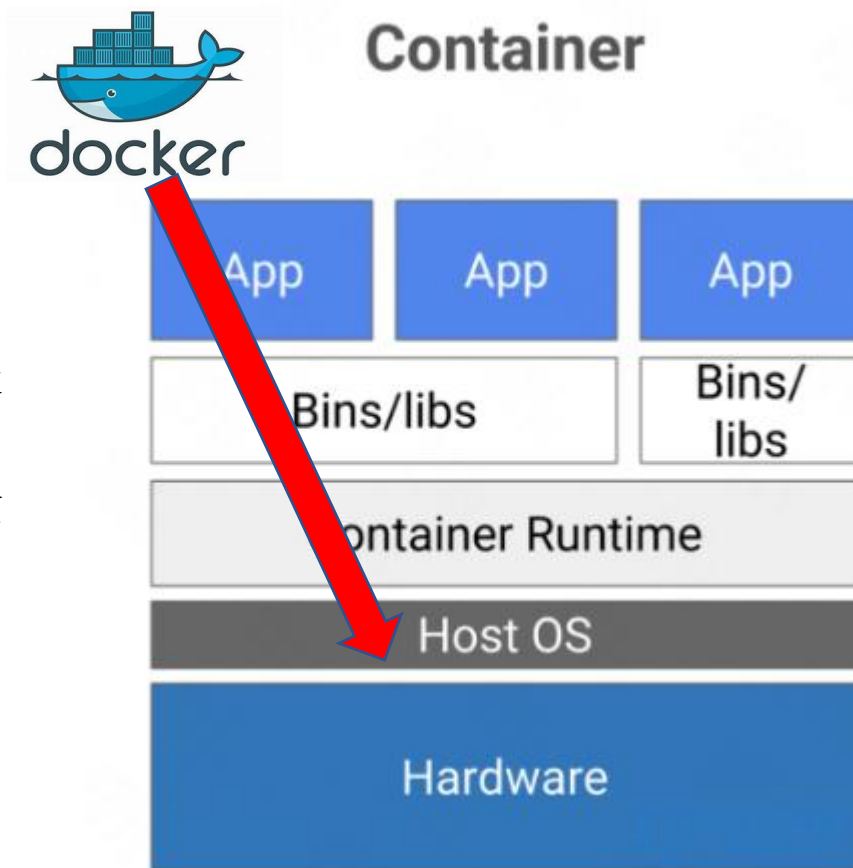 Container
docker
App App App
Bins/libs
Bins/
libs
ontainer Runtime
Host OS
Hardware